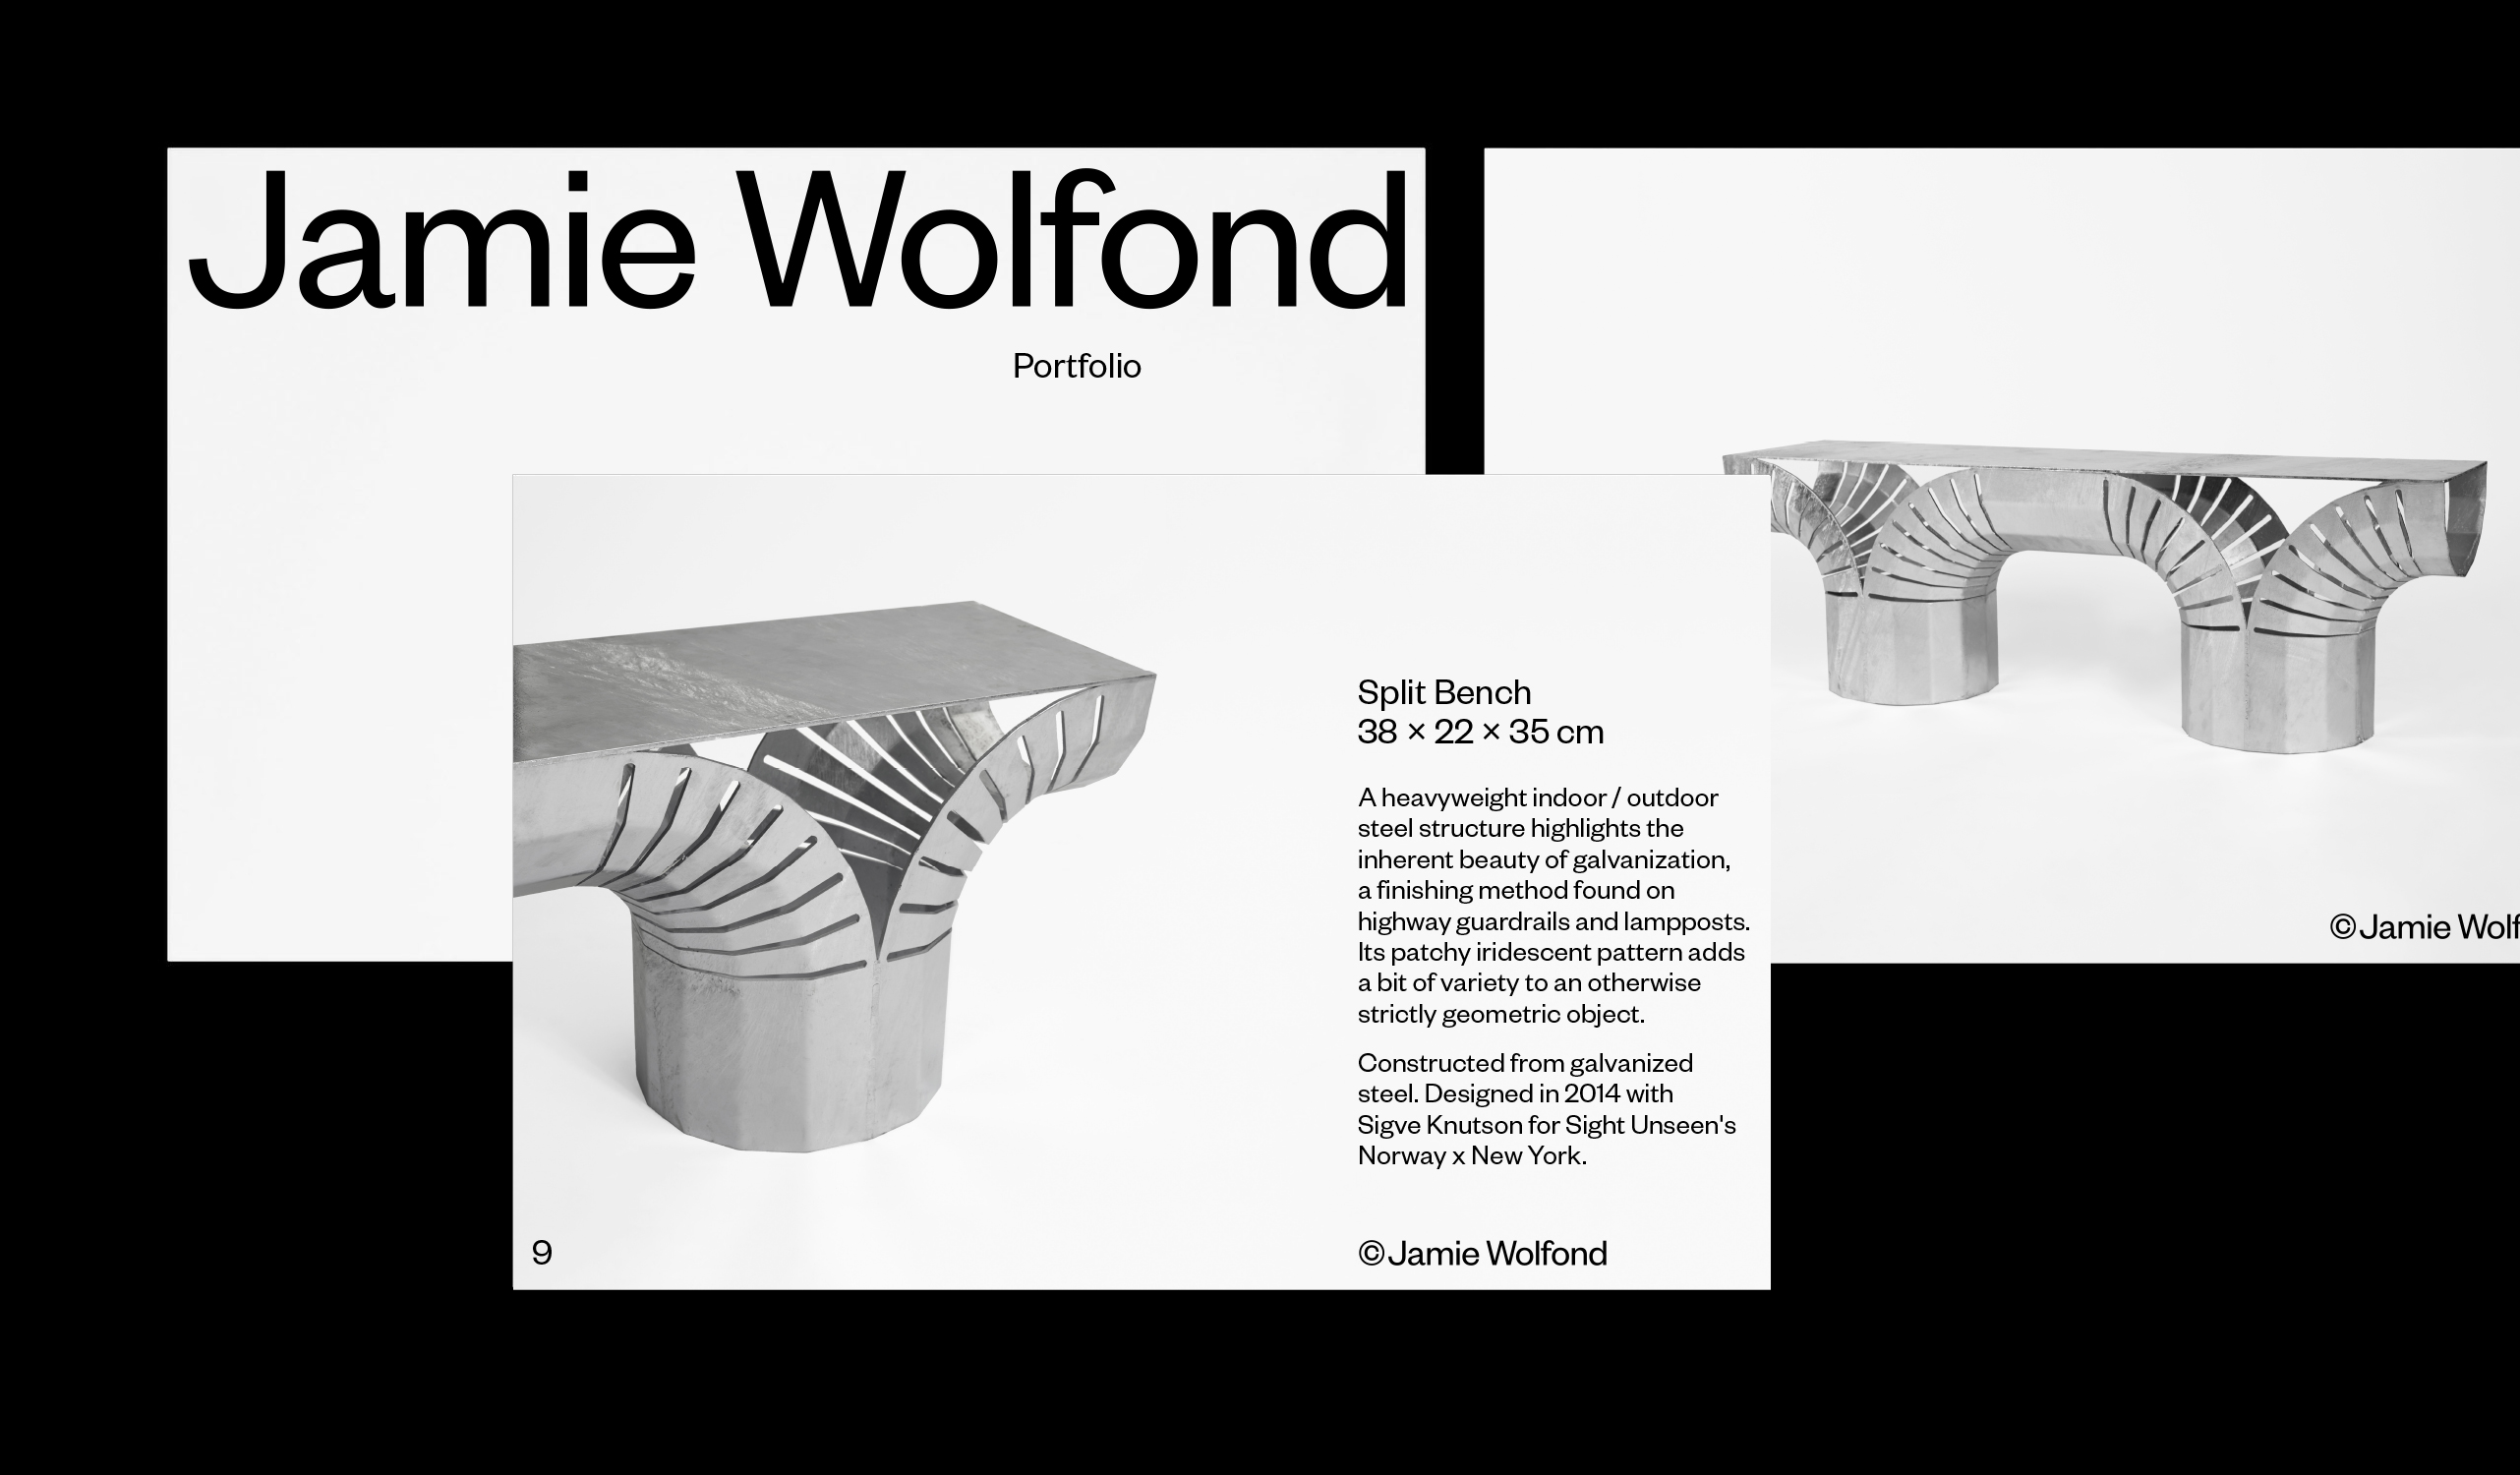 Jamie Wolfond
Portfolio
Split Bench
38 × 22 × 35 cm
A heavyweight indoor / outdoor
steel structure highlights the
inherent beauty of galvanization,
a finishing method found on
highway guardrails and lampposts.
Its patchy iridescent pattern adds
a bit of variety to an otherwise
strictly geometric object.
Constructed from galvanized
steel. Designed in 2014 with
Sigve Knutson for Sight Unseen's
Norway x New York.
9
©Jamie Wolfond
©Jamie Wolf